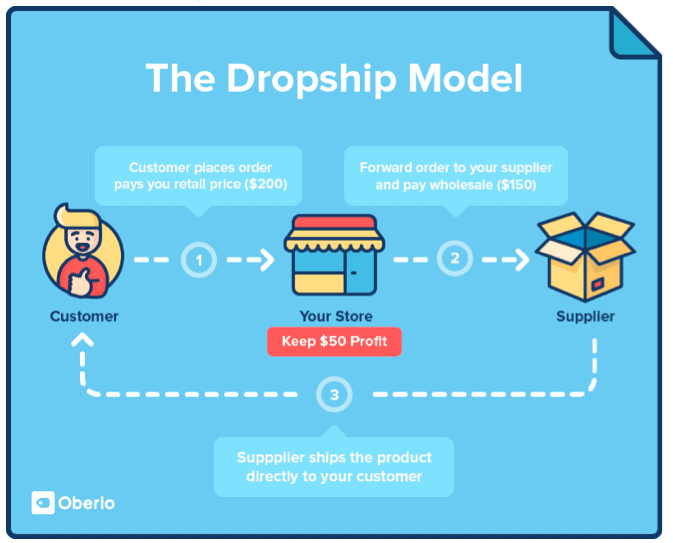 The Dropship Model
Customer places order
pays you retail price ($200)
Forward order to your supplier
and pay wholesale ($150)
1
2
Customer
Your Store
Supplier
Keep $50 Profit
3
Suppplier ships the product
directly to your customer
Oberlo